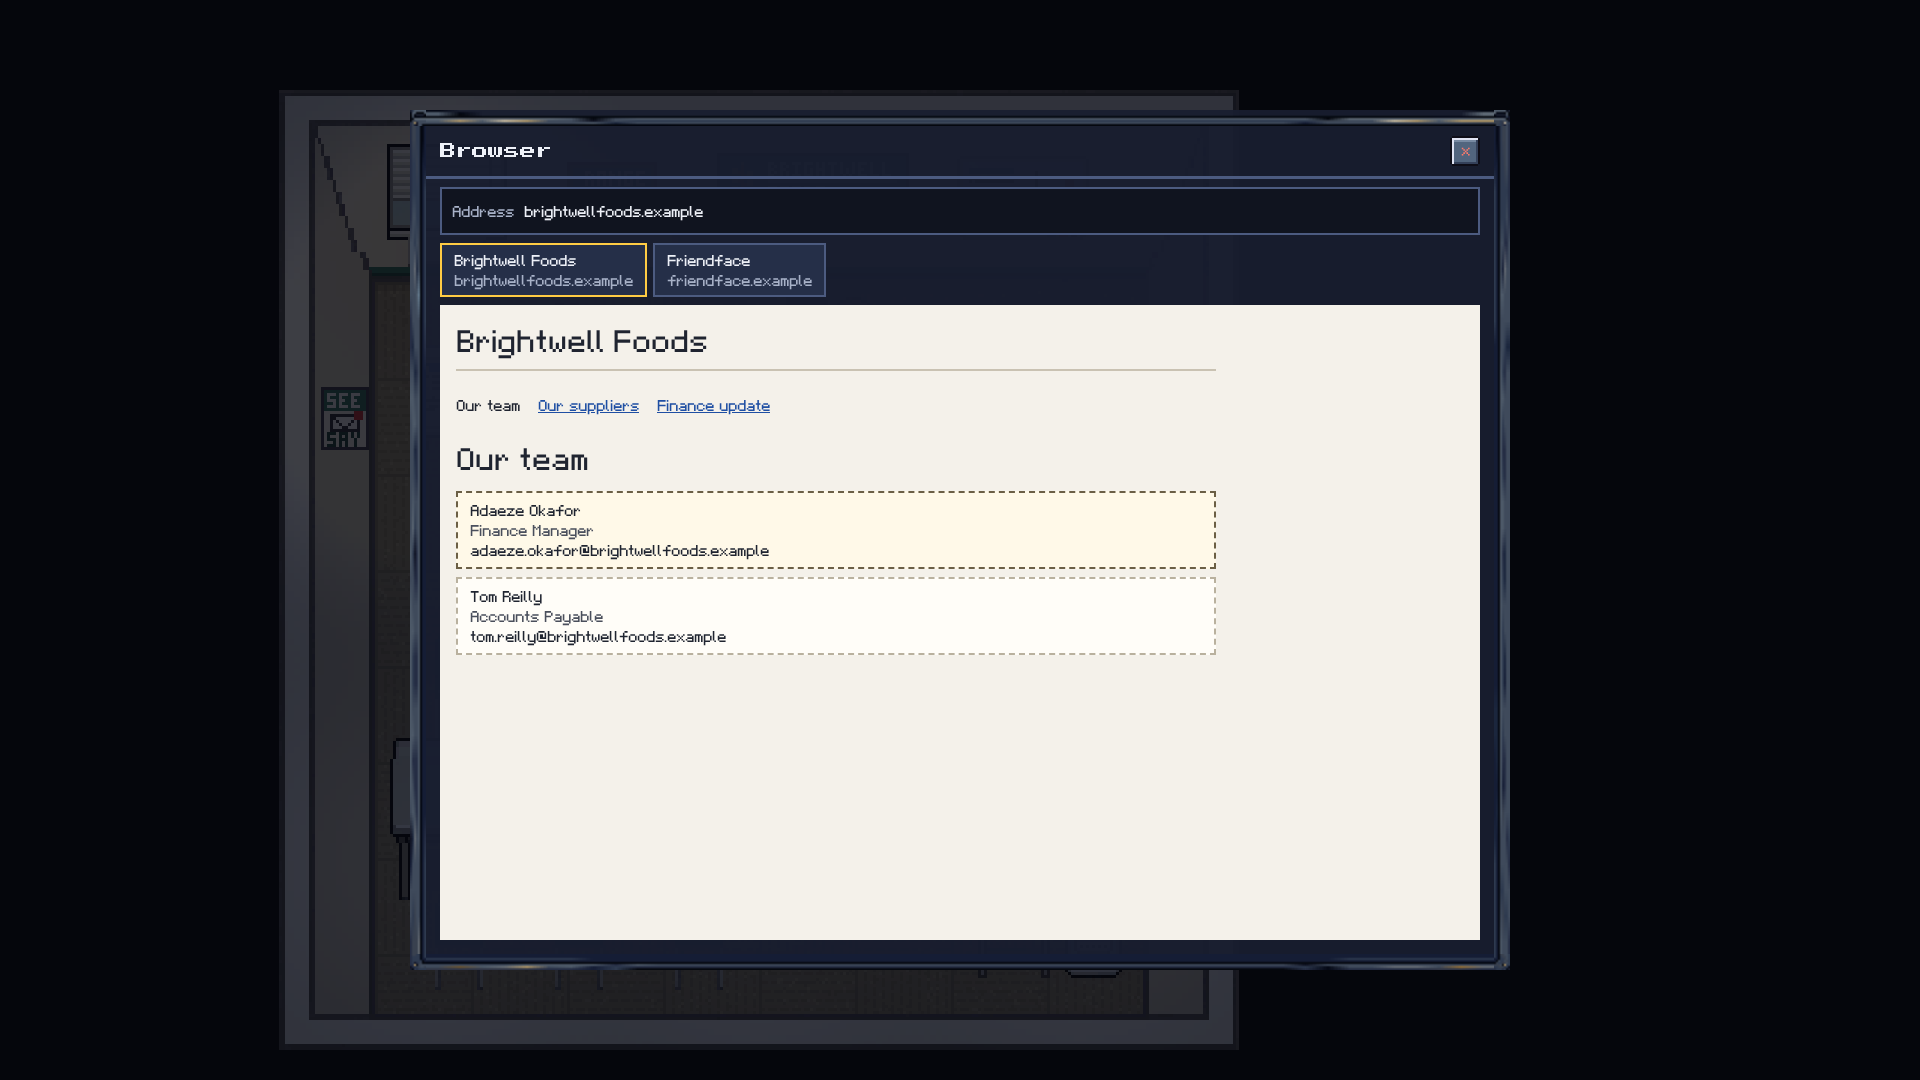 Browser
Address brightwellfoods.example
Brightwell Foods
brightwellfoods.example
Friendface
friendface.example
Brightwell Foods
Our team Our suppliers Finance update
Our team
Adaeze Okafor
Finance Manager
adaeze.okafor@brightwellfoods.example
Tom Reilly
Accounts Payable
tom.reilly@brightwellfoods.example
SEE
SAY